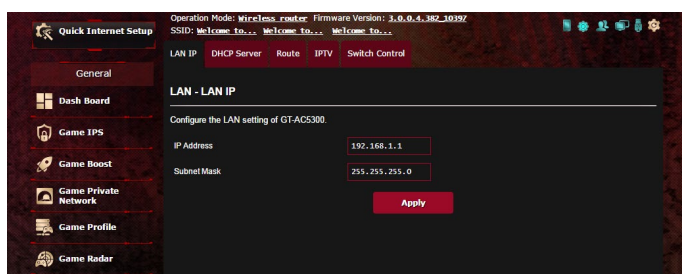 Quick Internet Setup
Operation Mode: Wireless router Firmware Version: 3.0.0.4.382_10397
SSID: Welcome to... Welcome to... Welcome to...
LAN IP DHCP Server Route IPTV Switch Control
General
Dash Board
Game IPS
Game Boost
Game Private
Network
Game Profile
Game Radar
LAN - LAN IP
Configure the LAN setting of GT-AC5300.
IP Address 192.168.1.1
Subnet Mask 255.255.255.0
Apply